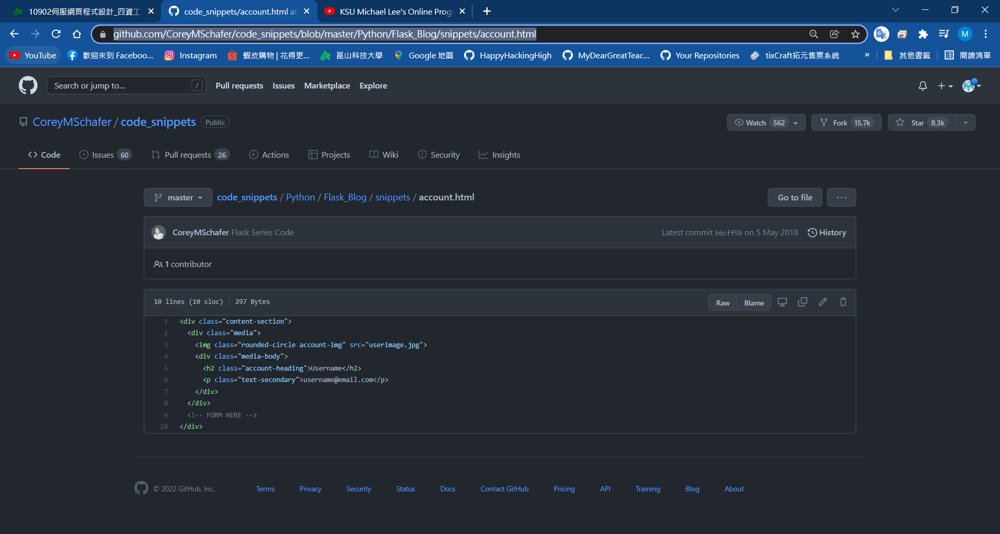 10902伺服網頁程式設計_四資工
code_snippets/account.html at
KSU Michael Lee's Online Progr
github.com/CoreyMSchafer/code_snippets/blob/master/Python/Flask_Blog/snippets/account.html
M
YouTube
歡迎來到 Faceboo...
Instagram
蝦皮購物 | 花得更...
崑山科技大學
Google 地圖
HappyHackingHigh
MyDearGreatTeac...
Your Repositories
tixCraft拓元售票系統
»
其他書籤
閱讀清單
Search or jump to...
/
Pull requests
Issues
Marketplace
Explore
CoreyMSchafer / code_snippets
Public
Watch 562
Fork 15.7k
Star 8.3k
Code
Issues 60
Pull requests 26
Actions
Projects
Wiki
Security
Insights
master
code_snippets / Python / Flask_Blog / snippets / account.html
Go to file
...
CoreyMSchafer Flask Series Code
Latest commit b6cff5b on 5 May 2018
History
1 contributor
10 lines (10 sloc)
297 Bytes
Raw
Blame
1 <div class="content-section">
2 <div class="media">
3 <img class="rounded-circle account-img" src="userimage.jpg">
4 <div class="media-body">
5 <h2 class="account-heading">Username</h2>
6 <p class="text-secondary">username@email.com</p>
7 </div>
8 </div>
9 <!-- FORM HERE -->
10 </div>
© 2022 GitHub, Inc.
Terms
Privacy
Security
Status
Docs
Contact GitHub
Pricing
API
Training
Blog
About